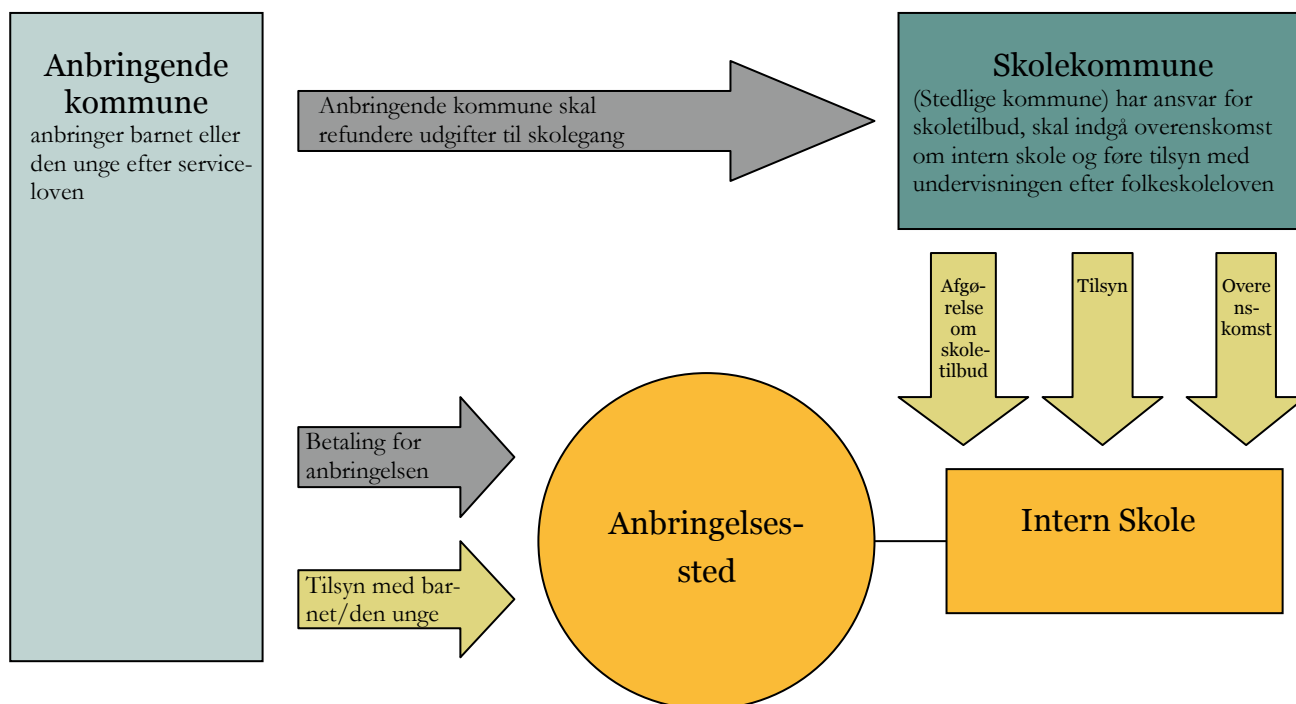 Anbringende
kommune
anbringer barnet eller
den unge efter service-
loven
Anbringende kommune skal
refundere udgifter til skolegang
Skolekommune
(Stedlige kommune) har ansvar for
skoletilbud, skal indgå overenskomst
om intern skole og føre tilsyn med
undervisningen efter folkeskoleloven
Afgø-
relse
om
skole-
tilbud
Tilsyn
Overe
ns-
komst
Betaling for
anbringelsen
Tilsyn med bar-
net/den unge
Anbringelses-
sted
Intern Skole